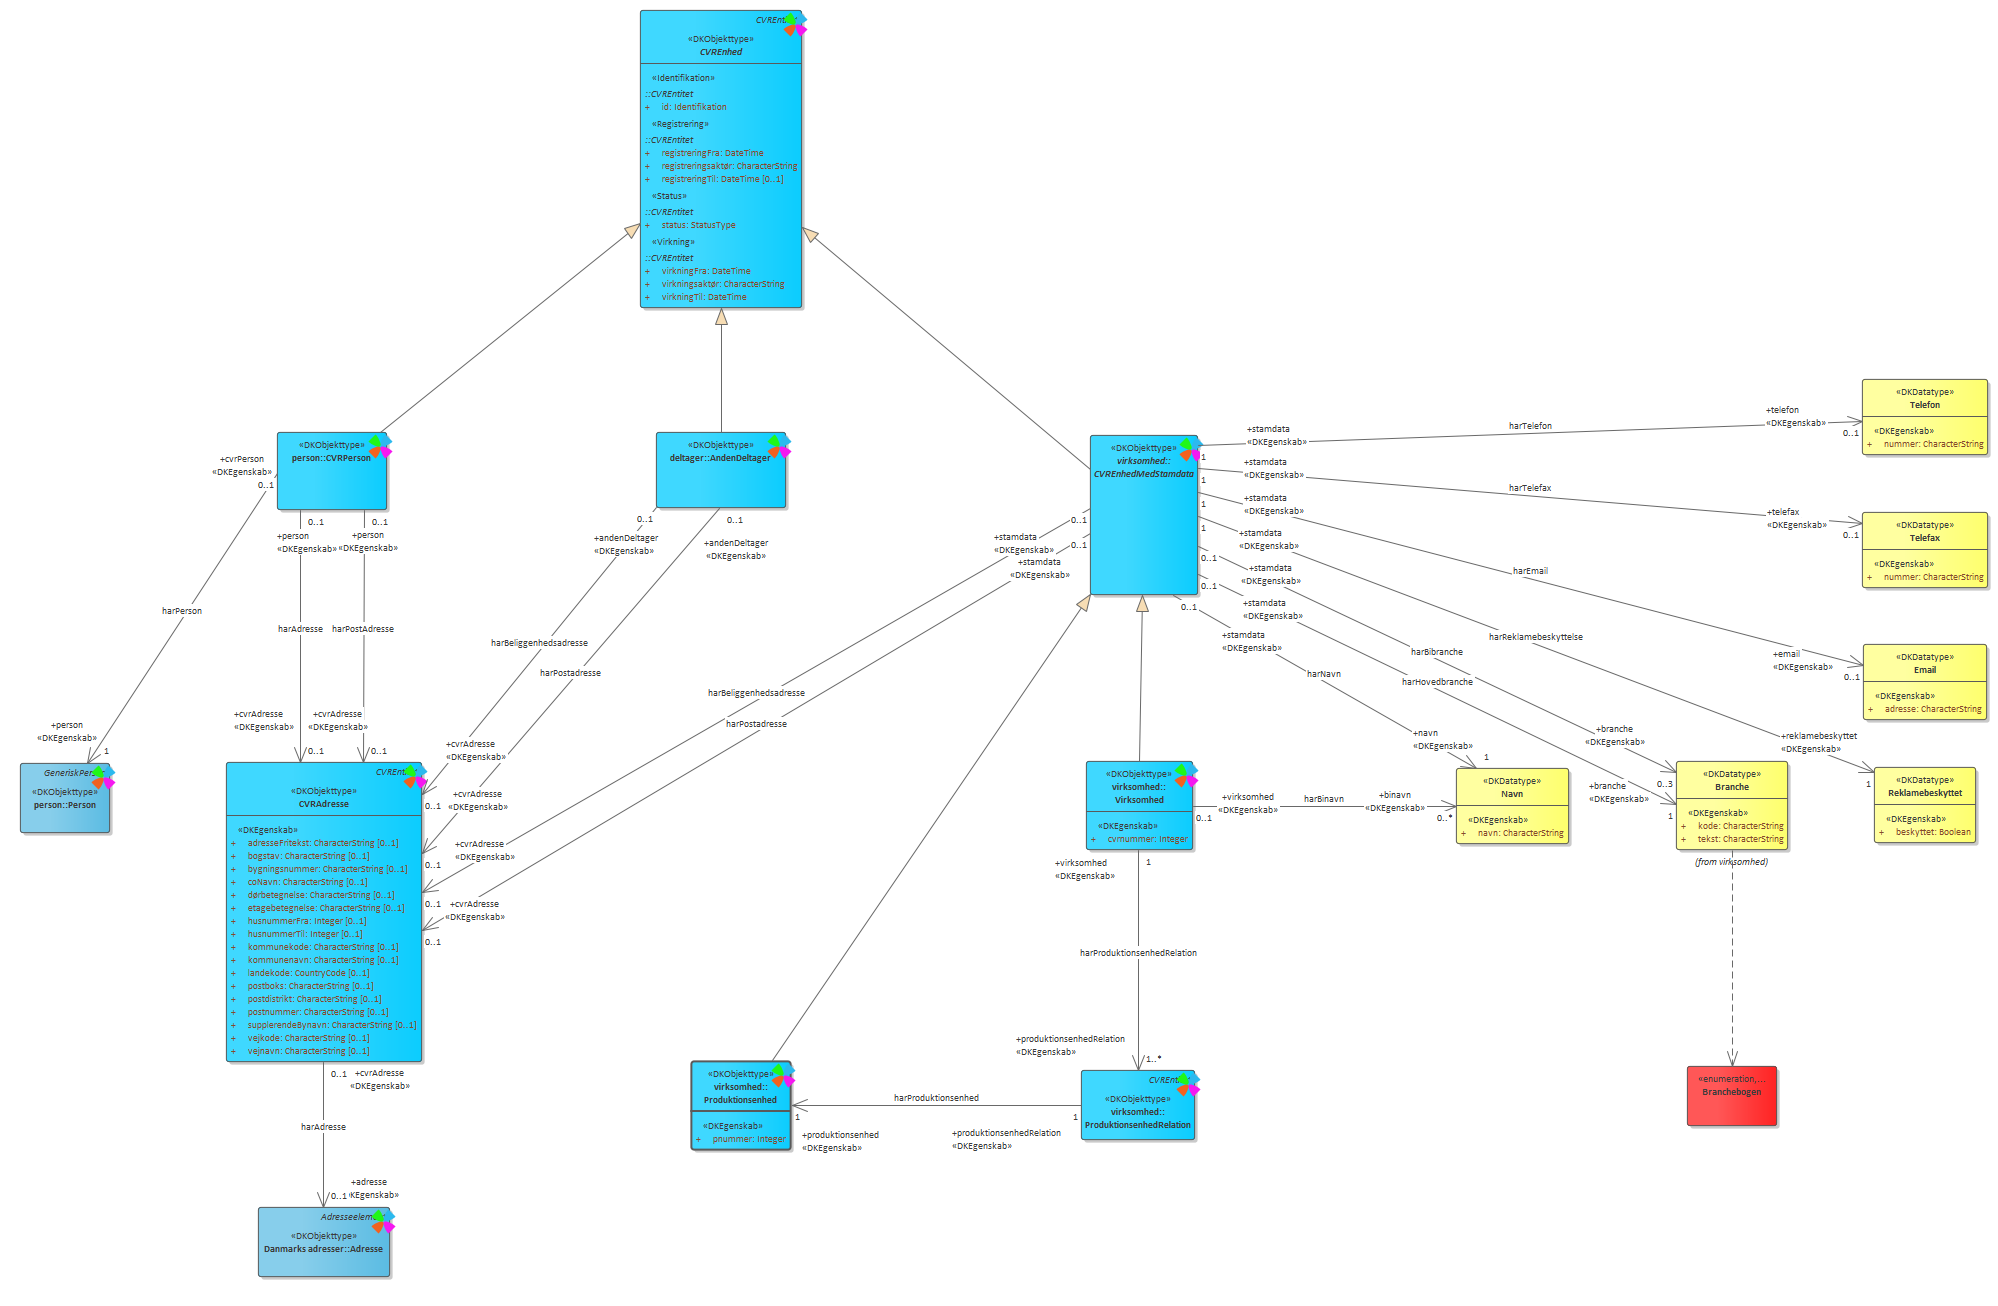 «DKObjekttype»
CVREnhed
«Identifikation»
::CVREntitet
+ id: Identifikation
«Registrering»
::CVREntitet
+ registreringFra: DateTime
+ registreringsaktør: CharacterString
+ registreringTil: DateTime [0..1]
«Status»
::CVREntitet
+ status: StatusType
«Virkning»
::CVREntitet
+ virkningFra: DateTime
+ virkningsaktør: CharacterString
+ virkningTil: DateTime
«DKObjekttype»
person::CVRPerson
+cvrPerson
«DKEgenskab»
0..1
harPerson
+person
«DKEgenskab»
1
0..1
+person
«DKEgenskab»
harAdresse
+cvrAdresse
«DKEgenskab»
0..1
0..1
+person
«DKEgenskab»
harPostAdresse
+cvrAdresse
«DKEgenskab»
0..1
«DKObjekttype»
person::Person
«DKObjekttype»
deltager::AndenDeltager
0..1
+andenDeltager
«DKEgenskab»
harBeliggenhedsadresse
+cvrAdresse
«DKEgenskab»
0..1
0..1
+andenDeltager
«DKEgenskab»
harPostadresse
+cvrAdresse
«DKEgenskab»
0..1
«DKObjekttype»
virksomhed::
CVREnhedMedStamdata
0..1
+stamdata
«DKEgenskab»
harBeliggenhedsadresse
+cvrAdresse
«DKEgenskab»
0..1
0..1
+stamdata
«DKEgenskab»
harPostadresse
+cvrAdresse
«DKEgenskab»
0..1
+stamdata
«DKEgenskab»
1
harTelefon
+telefon
«DKEgenskab»
0..1
+stamdata
«DKEgenskab»
1
harTelefax
+telefax
«DKEgenskab»
0..1
+stamdata
«DKEgenskab»
1
harEmail
+email
«DKEgenskab»
0..1
+stamdata
«DKEgenskab»
1
harReklamebeskyttelse
+reklamebeskyttet
«DKEgenskab»
1
+stamdata
«DKEgenskab»
0..1
harBibranche
+branche
«DKEgenskab»
0..3
+stamdata
«DKEgenskab»
0..1
harHovedbranche
+branche
«DKEgenskab»
1
0..1
+stamdata
«DKEgenskab»
harNavn
+navn
«DKEgenskab»
1
«DKDatatype»
Telefon
«DKEgenskab»
+ nummer: CharacterString
«DKDatatype»
Telefax
«DKEgenskab»
+ nummer: CharacterString
«DKDatatype»
Email
«DKEgenskab»
+ adresse: CharacterString
«DKObjekttype»
CVRAdresse
«DKEgenskab»
+ adresseFritekst: CharacterString [0..1]
+ bogstav: CharacterString [0..1]
+ bygningsnummer: CharacterString [0..1]
+ coNavn: CharacterString [0..1]
+ dørbetegnelse: CharacterString [0..1]
+ etagebetegnelse: CharacterString [0..1]
+ husnummerFra: Integer [0..1]
+ husnummerTil: Integer [0..1]
+ kommunekode: CharacterString [0..1]
+ kommunenavn: CharacterString [0..1]
+ landekode: CountryCode [0..1]
+ postboks: CharacterString [0..1]
+ postdistrikt: CharacterString [0..1]
+ postnummer: CharacterString [0..1]
+ supplerendeBynavn: CharacterString [0..1]
+ vejkode: CharacterString [0..1]
+ vejnavn: CharacterString [0..1]
«DKObjekttype»
virksomhed::
Virksomhed
«DKEgenskab»
+ cvrnummer: Integer
+virksomhed
«DKEgenskab»
0..1
harBinavn
+binavn
«DKEgenskab»
0..*
«DKDatatype»
Navn
«DKEgenskab»
+ navn: CharacterString
«DKDatatype»
Branche
«DKEgenskab»
+ kode: CharacterString
+ tekst: CharacterString
(from virksomhed)
«DKDatatype»
Reklamebeskyttet
«DKEgenskab»
+ beskyttet: Boolean
+virksomhed
«DKEgenskab»
1
harProduktionsenhedRelation
+produktionsenhedRelation
«DKEgenskab»
1..*
«DKObjekttype»
virksomhed::
Produktionsenhed
«DKEgenskab»
+ pnummer: Integer
1
+produktionsenhed
«DKEgenskab»
harProduktionsenhed
1
+produktionsenhedRelation
«DKEgenskab»
«DKObjekttype»
virksomhed::
ProduktionsenhedRelation
«enumeration,...
Branchebogen
0..1
+cvrAdresse
«DKEgenskab»
harAdresse
+adresse
0..1
«DKObjekttype»
Danmarks adresser::Adresse